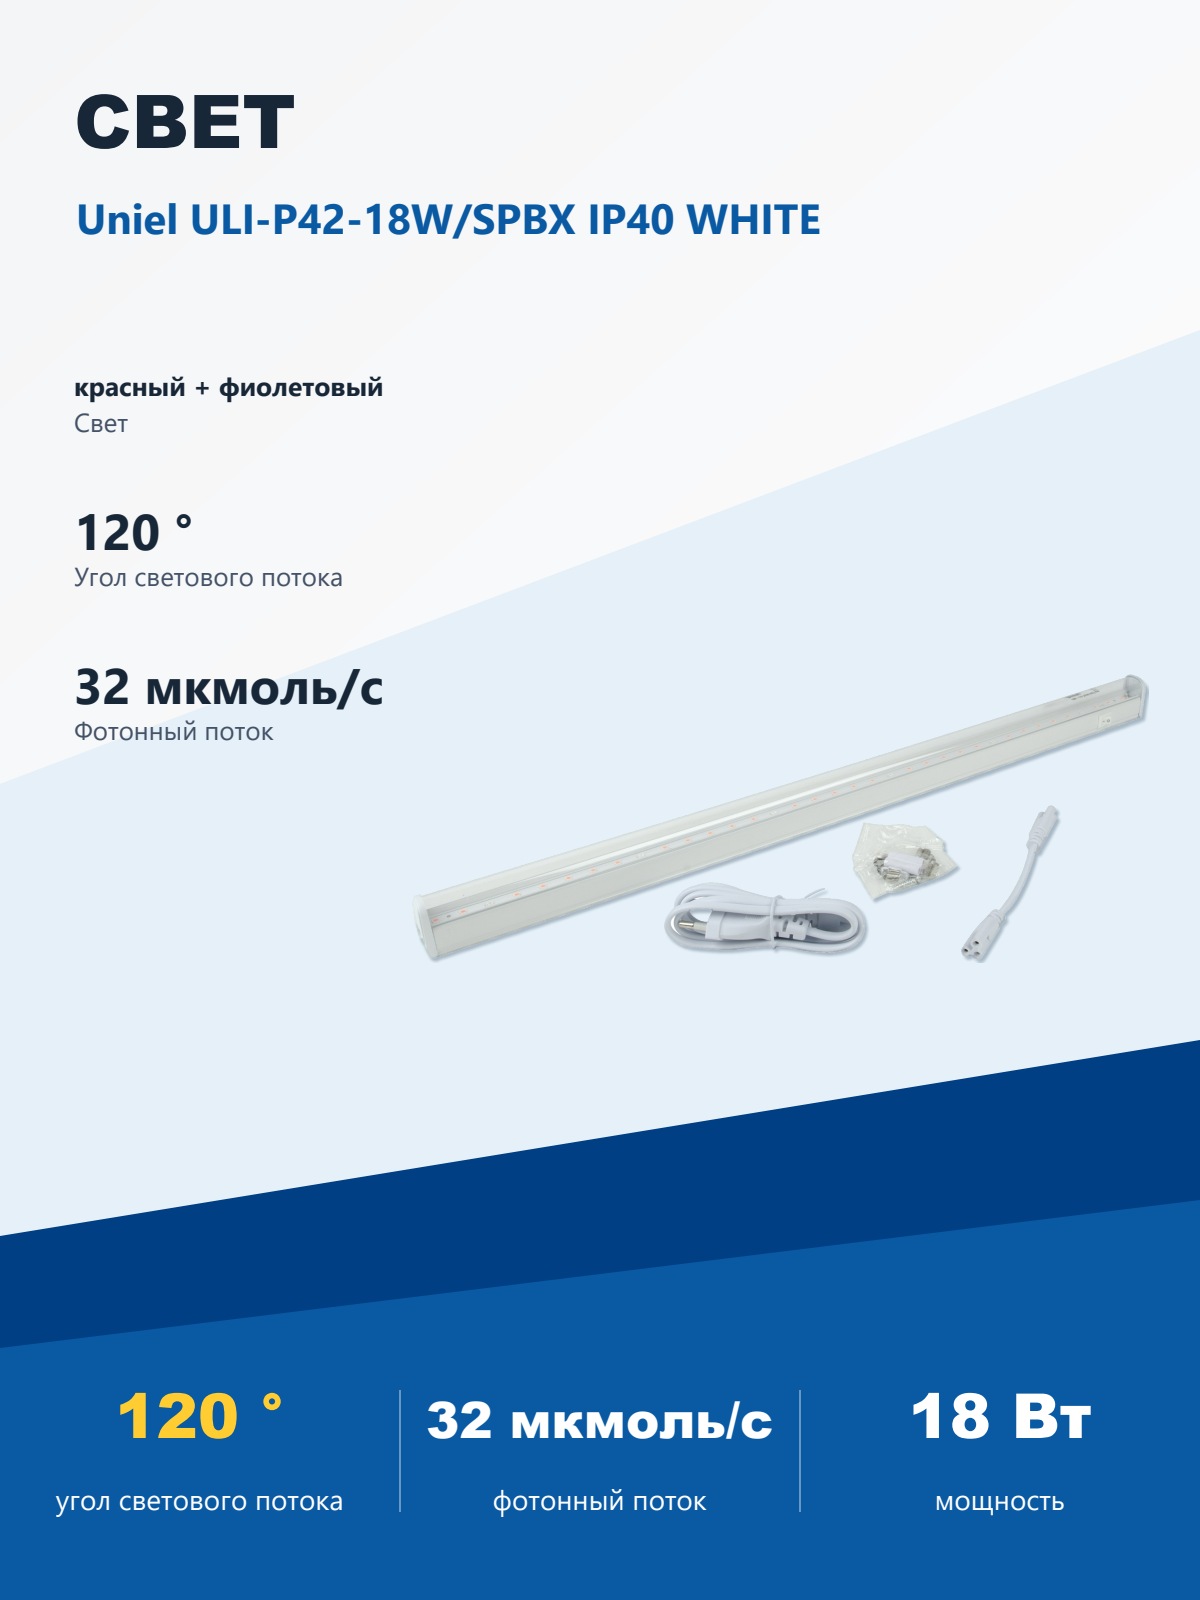 СВЕТ
Uniel ULI-P42-18W/SPBX IP40 WHITE
красный + фиолетовый
Свет
120 °
Угол светового потока
32 мкмоль/с
Фотонный поток
120 °
угол светового потока
32 мкмоль/с
фотонный поток
18 Вт
мощность